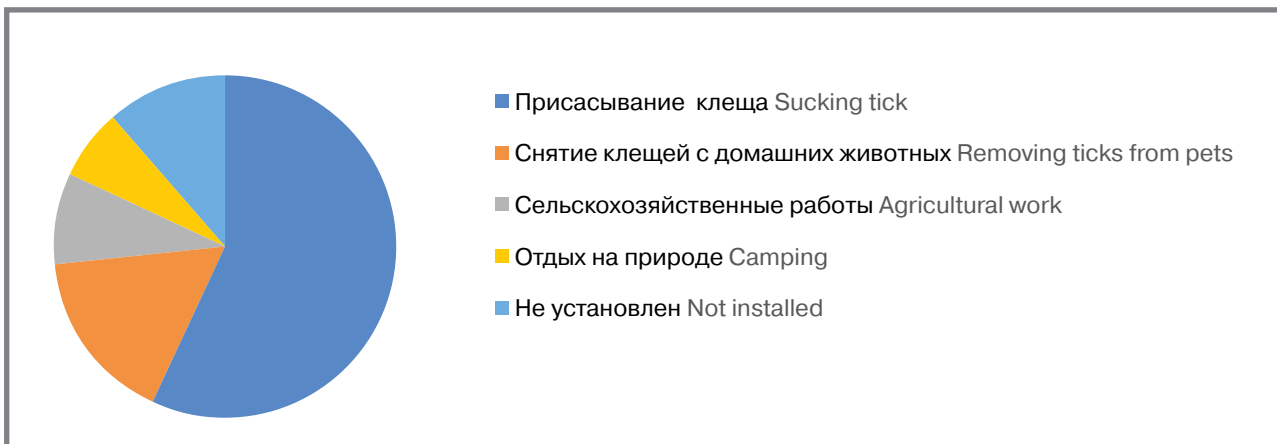 Присасывание клеща Sucking tick
Снятие клещей с домашних животных Removing ticks from pets
Сельскохозяйственные работы Agricultural work
Отдых на природе Camping
Не установлен Not installed